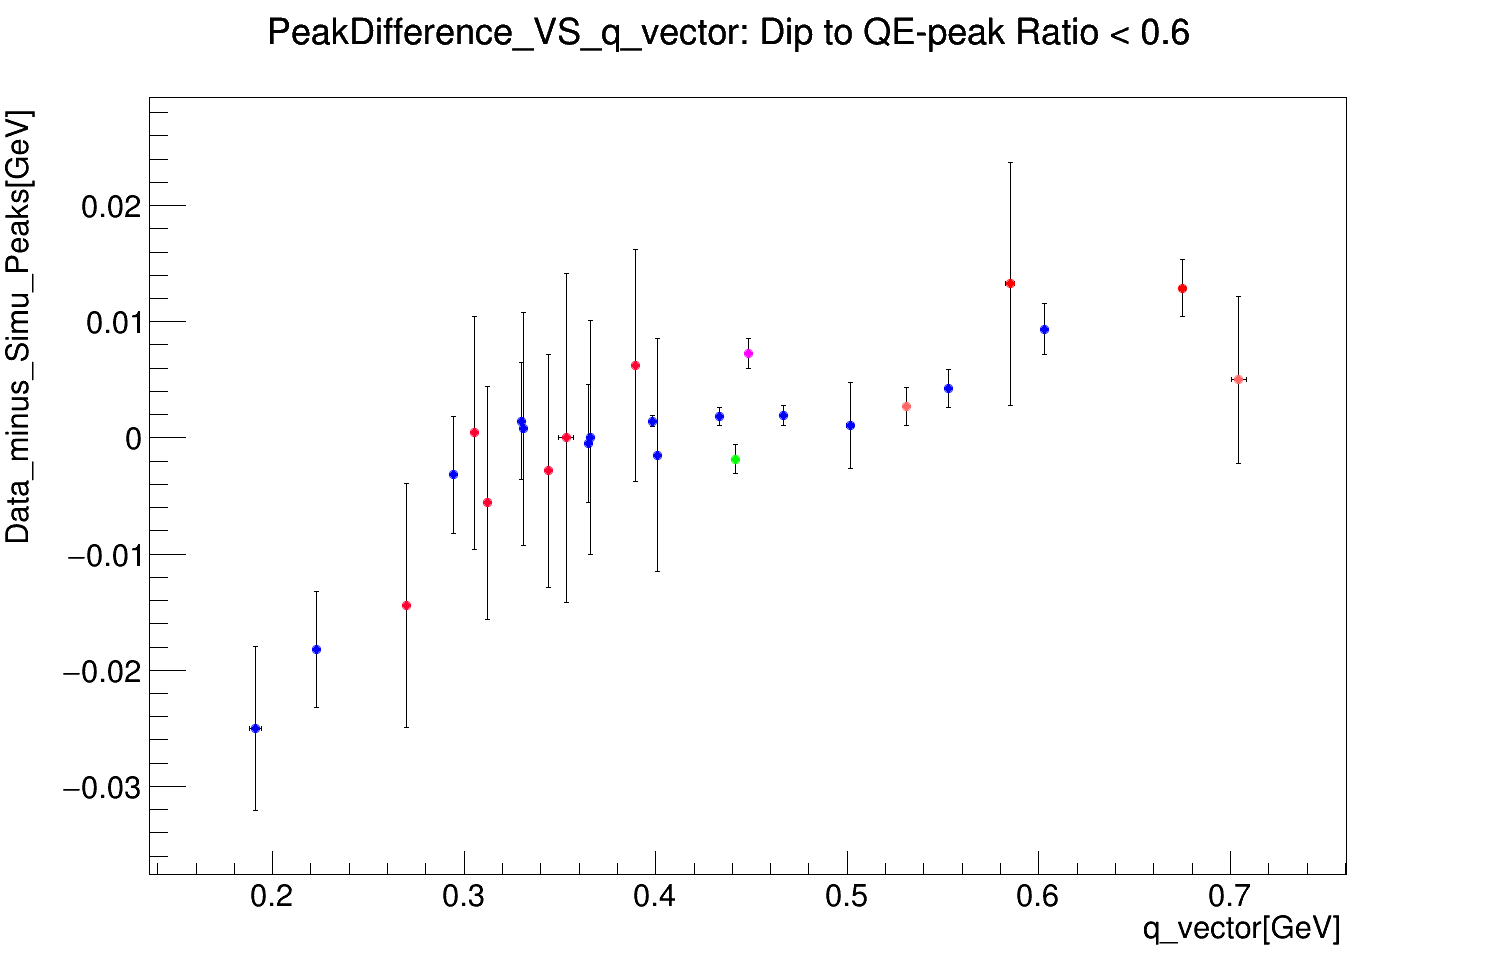 PeakDifference_VS_q_vector: Dip to QE-peak Ratio < 0.6
Data_minus_Simu_Peaks[GeV]
0.02
0.01
0
−0.01
−0.02
−0.03
0.2 0.3 0.4 0.5 0.6 0.7
q_vector[GeV]